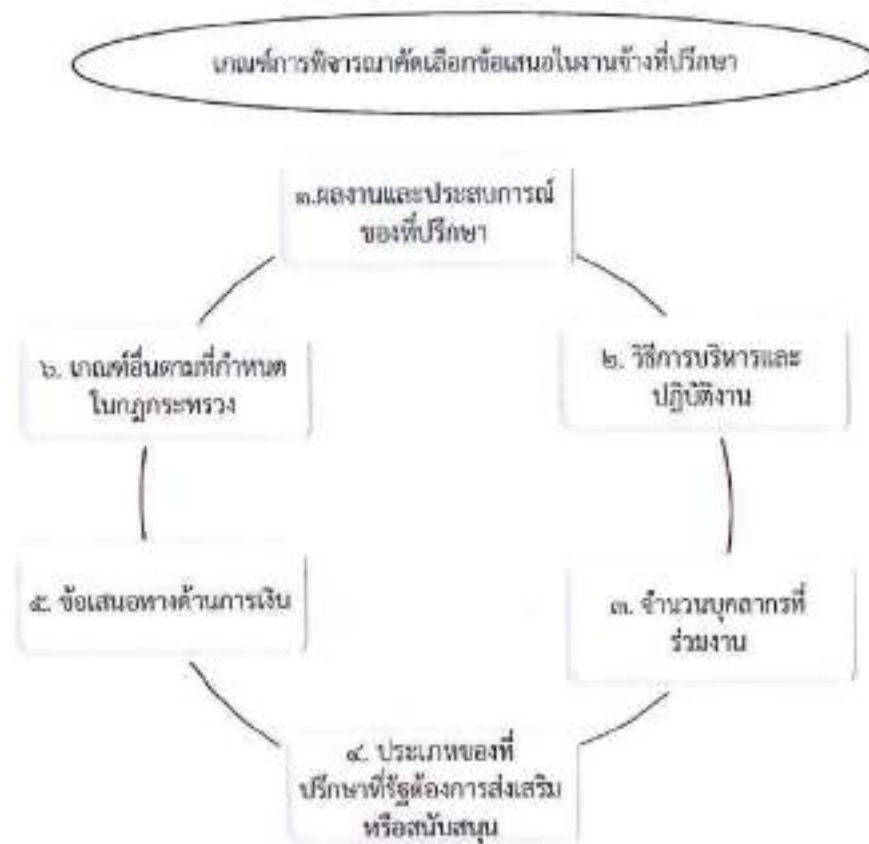 เกณฑ์การพิจารณาคัดเลือกข้อเสนอในงานจ้างที่ปรึกษา
๑.ผลงานและประสบการณ์
ของที่ปรึกษา
๒. วิธีการบริหารและ
ปฏิบัติงาน
๓. จำนวนบุคลากรที่
ร่วมงาน
๔. ประเภทของที่
ปรึกษาที่รัฐต้องการส่งเสริม
หรือสนับสนุน
๕. ข้อเสนอทางด้านการเงิน
๖. เกณฑ์อื่นตามที่กำหนด
ในกฎกระทรวง